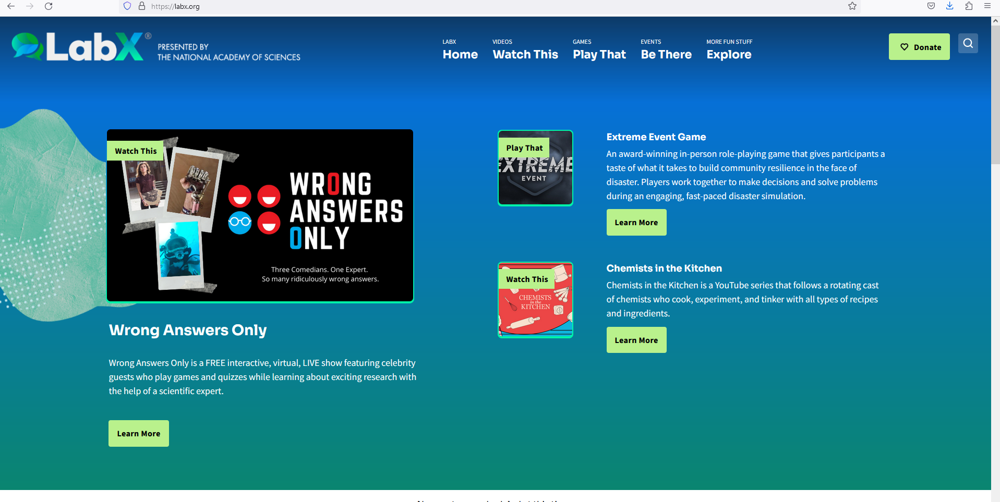 https://labx.org
LabX®
PRESENTED BY
THE NATIONAL ACADEMY OF SCIENCES
LABX
Home
VIDEOS
Watch This
GAMES
Play That
EVENTS
Be There
MORE FUN STUFF
Explore
Donate
Watch This
WRONG
ANSWERS
ONLY
Three Comedians. One Expert.
So many ridiculously wrong answers.
Wrong Answers Only
Wrong Answers Only is a FREE interactive, virtual, LIVE show featuring celebrity
guests who play games and quizzes while learning about exciting research with
the help of a scientific expert.
Learn More
Play That
EXTREME
EVENT
Extreme Event Game
An award-winning in-person role-playing game that gives participants a
taste of what it takes to build community resilience in the face of
disaster. Players work together to make decisions and solve problems
during an engaging, fast-paced disaster simulation.
Learn More
Watch This
CHEMISTS
in the
KITCHEN
Chemists in the Kitchen
Chemists in the Kitchen is a YouTube series that follows a rotating cast
of chemists who cook, experiment, and tinker with all types of recipes
and ingredients.
Learn More